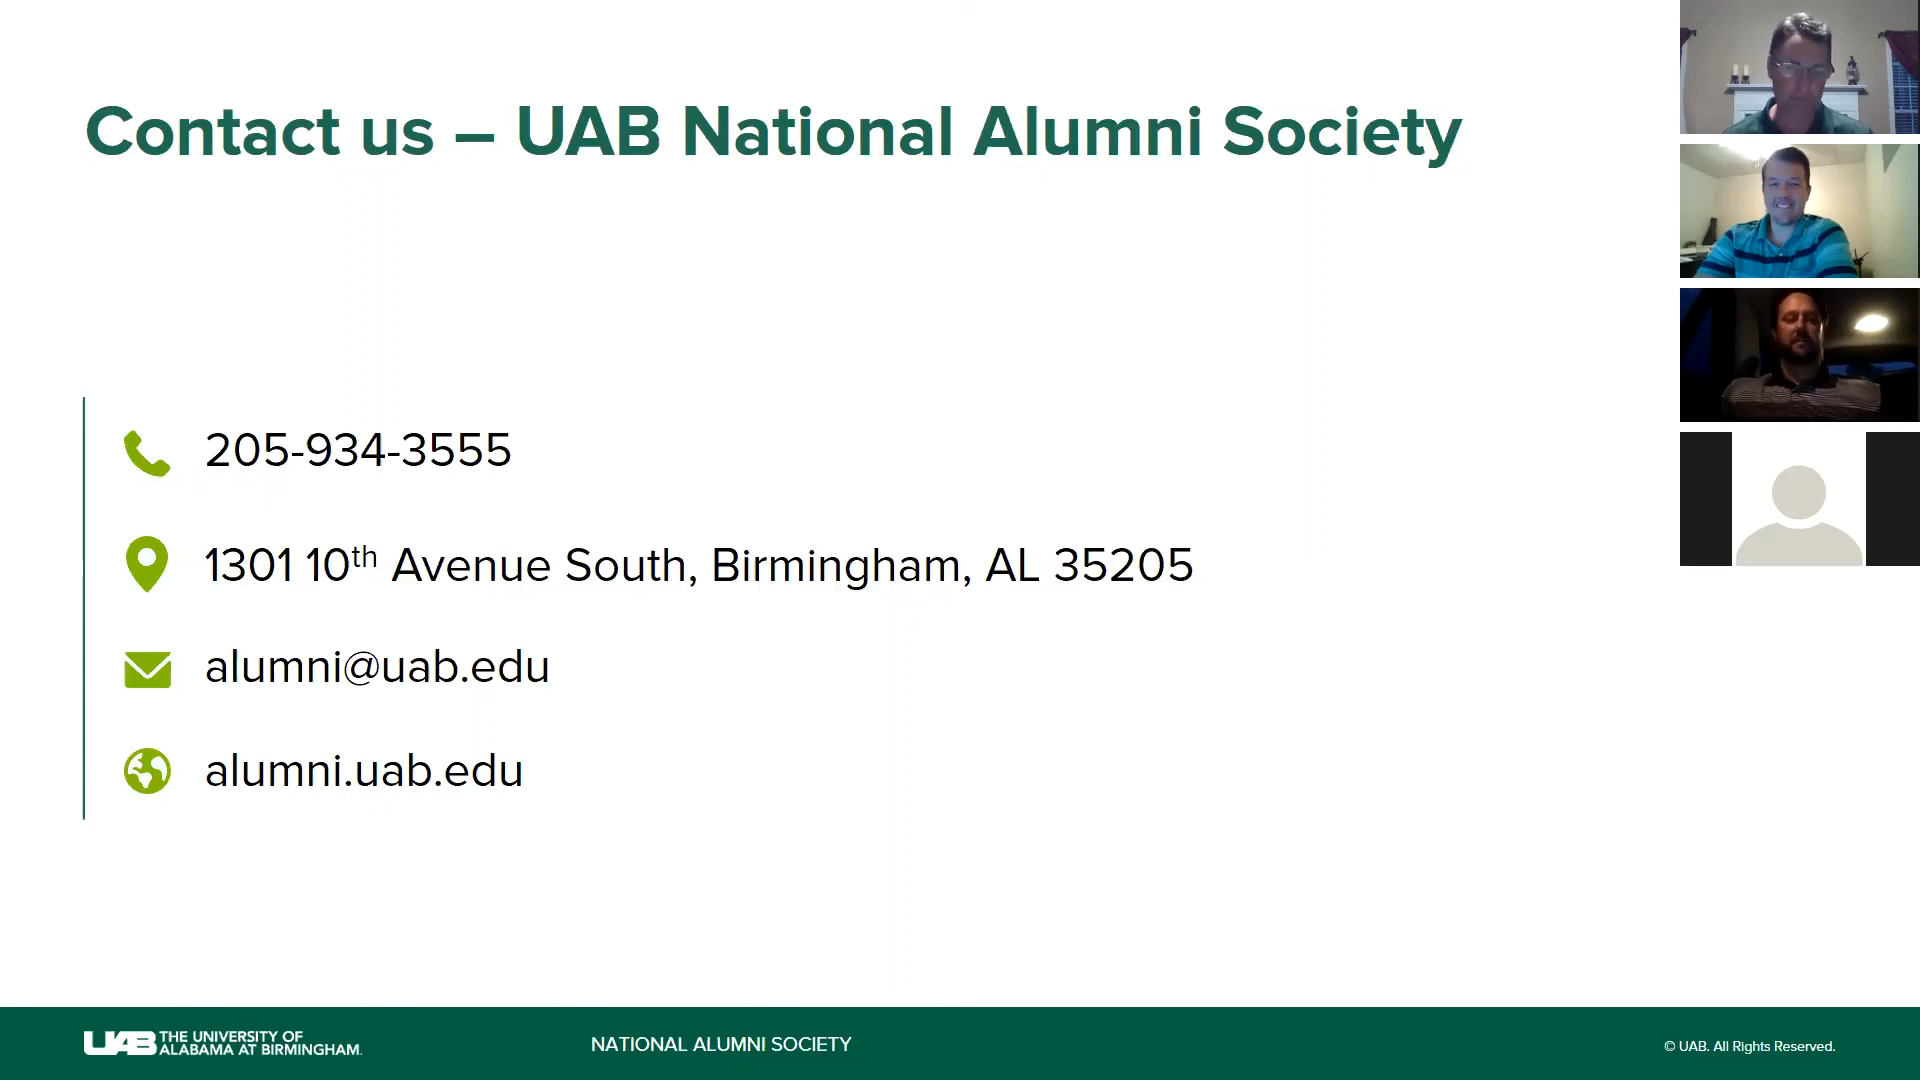 Contact us – UAB National Alumni Society
205-934-3555
1301 10th Avenue South, Birmingham, AL 35205
alumni@uab.edu
alumni.uab.edu
UAB THE UNIVERSITY OF
ALABAMA AT BIRMINGHAM.
NATIONAL ALUMNI SOCIETY
© UAB. All Rights Reserved.